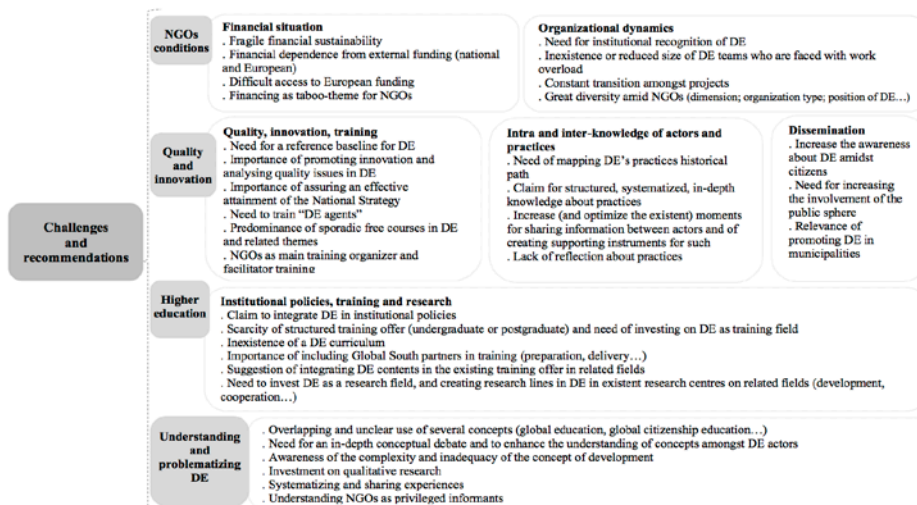 Challenges
and
recommendations
NGOs
conditions
Financial situation
. Fragile financial sustainability
. Financial dependence from external funding (national
and European)
. Difficult access to European funding
. Financing as taboo-theme for NGOs
Organizational dynamics
. Need for institutional recognition of DE
. Inexistence or reduced size of DE teams who are faced with work
overload
. Constant transition amongst projects
. Great diversity amid NGOs (dimension; organization type; position of DE…)
Quality
and
innovation
Quality, innovation, training
. Need for a reference baseline for DE
. Importance of promoting innovation and
analysing quality issues in DE
. Importance of assuring an effective
attainment of the National Strategy
. Need to train “DE agents”
. Predominance of sporadic free courses in DE
and related themes
. NGOs as main training organizer and
facilitator training
Intra and inter-knowledge of actors and
practices
. Need of mapping DE’s practices historical
path
. Claim for structured, systematized, in-depth
knowledge about practices
. Increase (and optimize the existent) moments
for sharing information between actors and of
creating supporting instruments for such
. Lack of reflection about practices
Dissemination
. Increase the awareness
about DE amidst
citizens
. Need for increasing
the involvement of the
public sphere
. Relevance of
promoting DE in
municipalities
Higher
education
Institutional policies, training and research
. Claim to integrate DE in institutional policies
. Scarcity of structured training offer (undergraduate or postgraduate) and need of investing on DE as training field
. Inexistence of a DE curriculum
. Importance of including Global South partners in training (preparation, delivery…)
. Suggestion of integrating DE contents in the existing training offer in related fields
. Need to invest DE as a research field, and creating research lines in DE in existent research centres on related fields (development,
cooperation…)
Understanding
and
problematizing
DE
. Overlapping and unclear use of several concepts (global education, global citizenship education…)
. Need for an in-depth conceptual debate and to enhance the understanding of concepts amongst DE actors
. Awareness of the complexity and inadequacy of the concept of development
. Investment on qualitative research
. Systematizing and sharing experiences
. Understanding NGOs as privileged informants